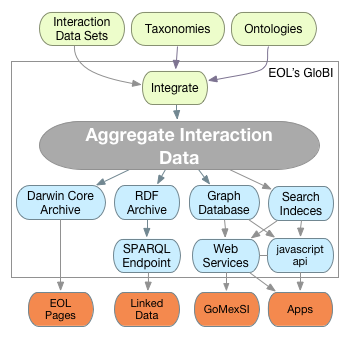 Interaction
Data Sets
Taxonomies
Ontologies
EOL's GloBI
Integrate
Aggregate Interaction
Data
Darwin Core
Archive
RDF
Archive
Graph
Database
Search
Indeces
SPARQL
Endpoint
Web
Services
javascript
api
EOL
Pages
Linked
Data
GoMexSI
Apps